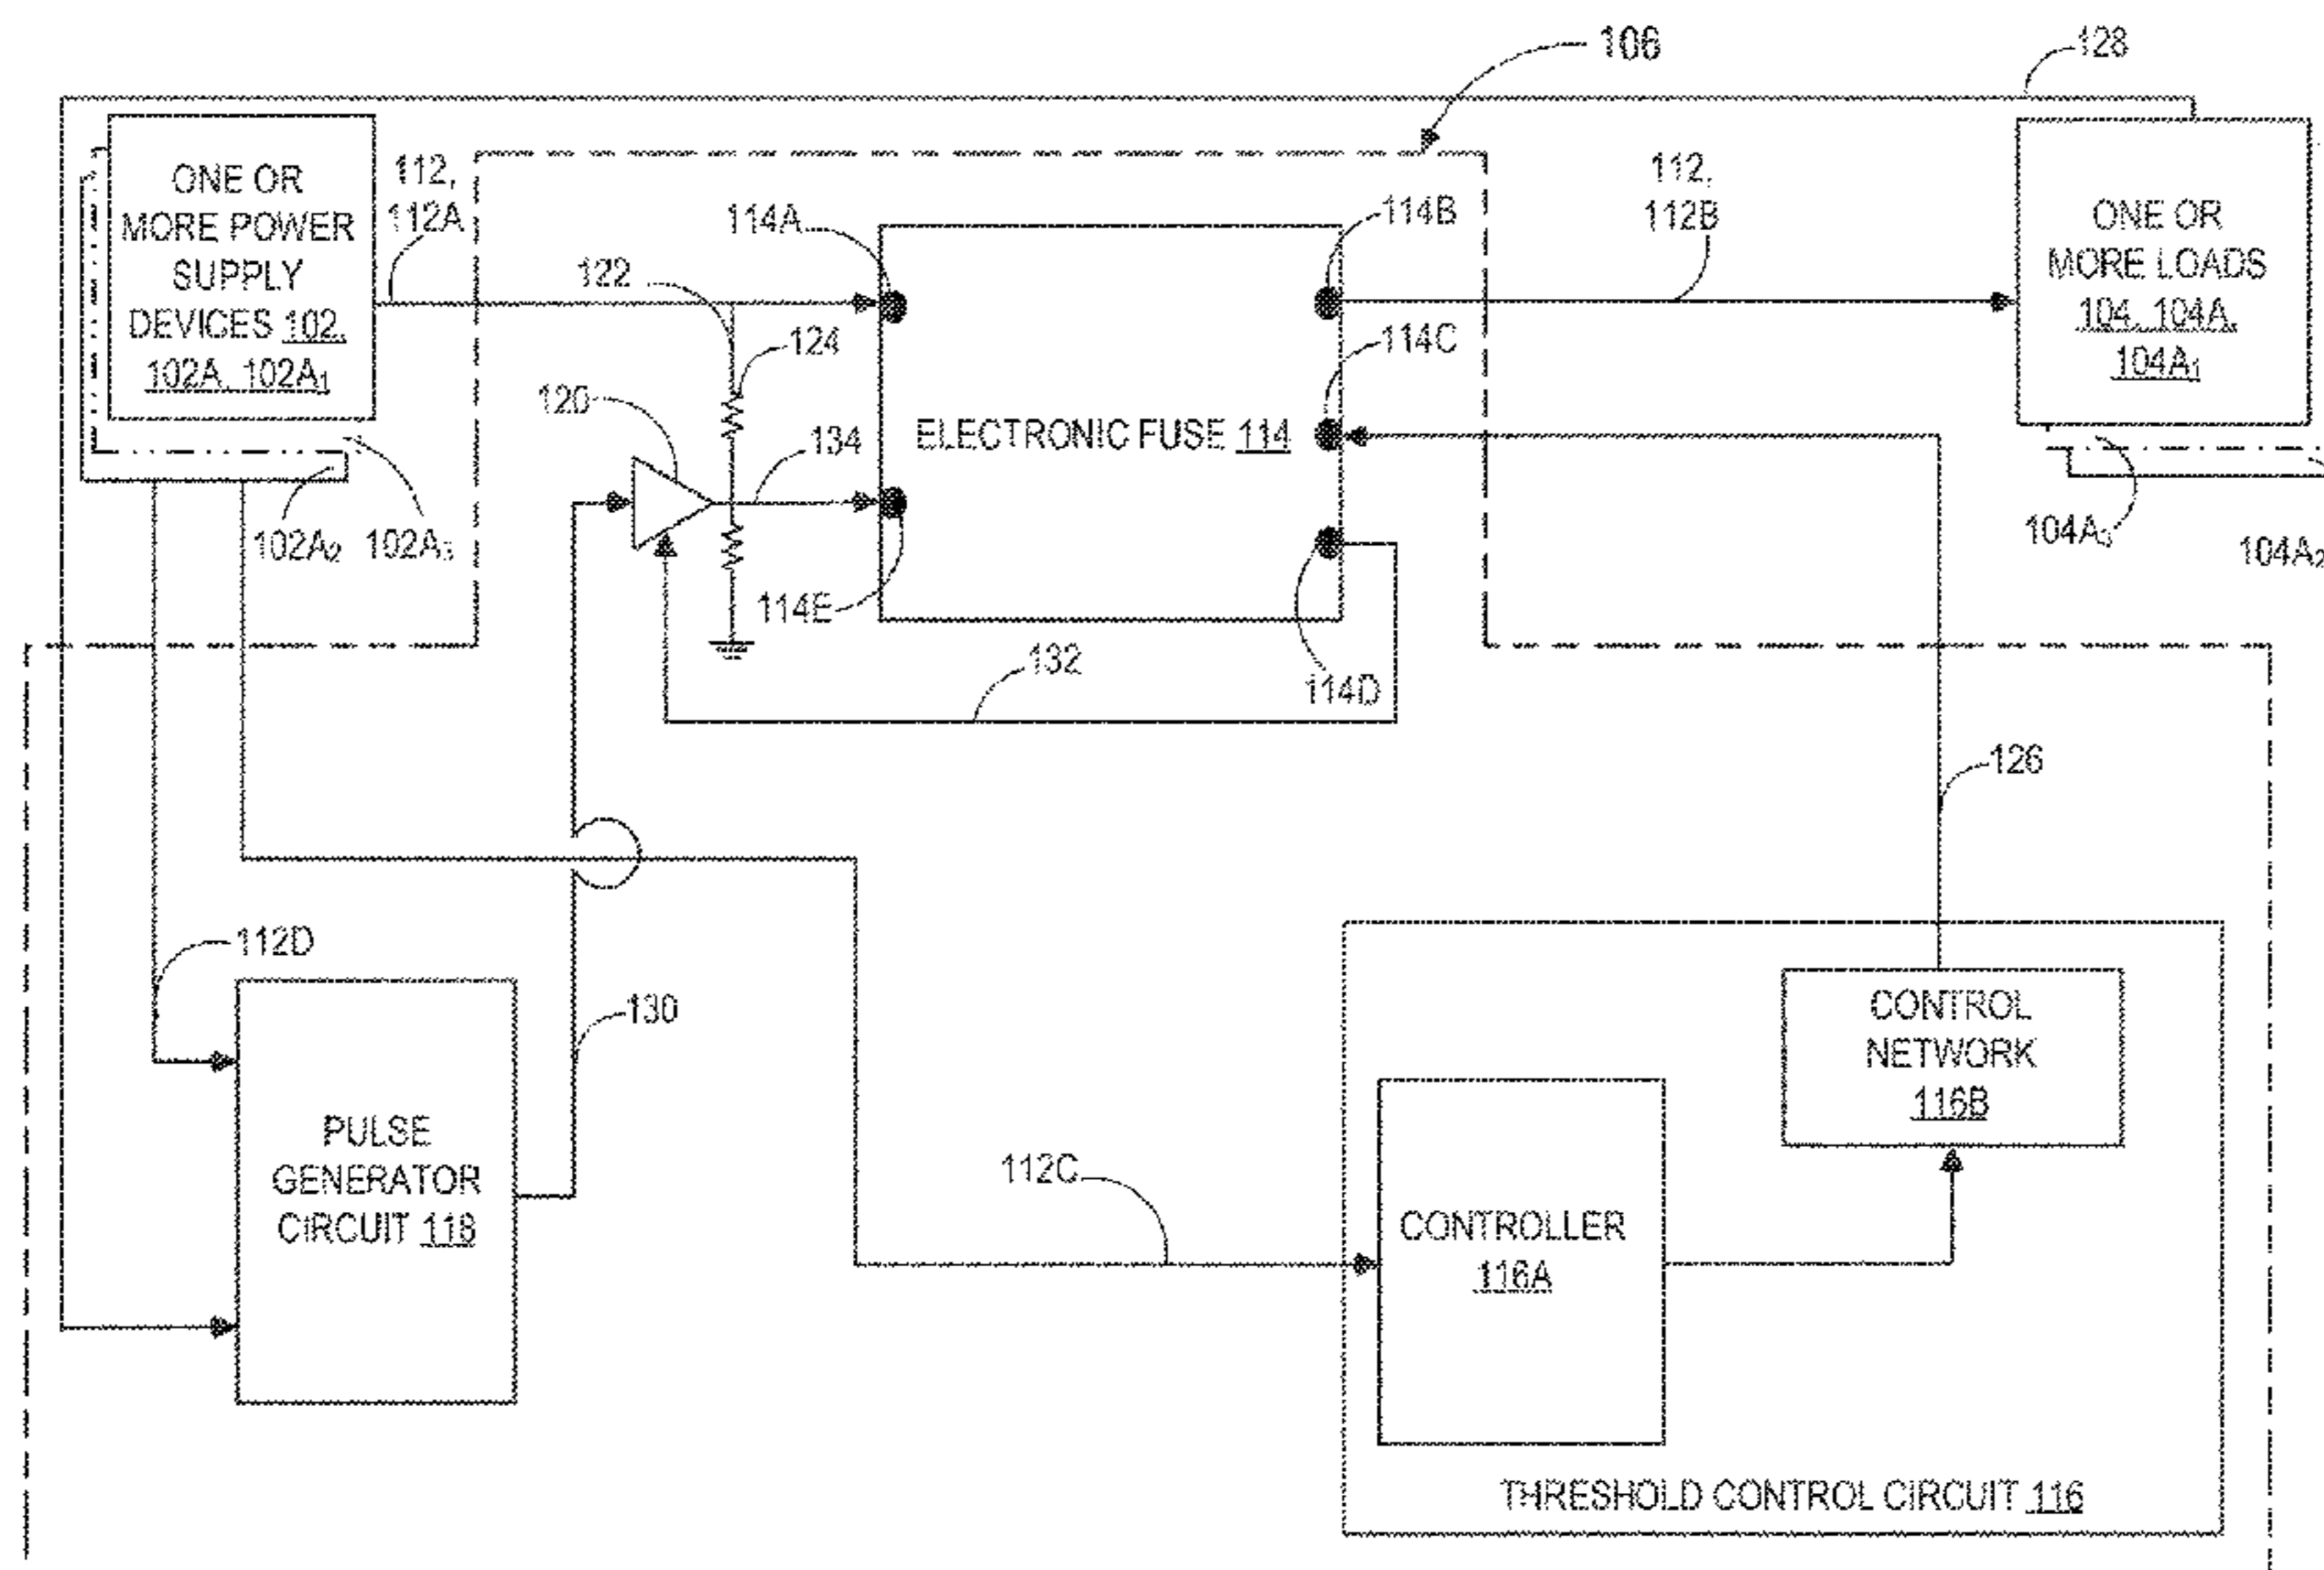 106
128
ONE OR
MORE POWER
SUPPLY
DEVICES 102,
102A, 102A1
112,
112A
114A
114B
112,
112B
ONE OR
MORE LOADS
104, 104A,
104A1
122
124
114C
120
134
ELECTRONIC FUSE 114
102A2
102A3
104A3
104A2
114E
132
114D
126
112D
130
CONTROL
NETWORK
116B
PULSE
GENERATOR
CIRCUIT 118
112C
CONTROLLER
116A
THRESHOLD CONTROL CIRCUIT 116